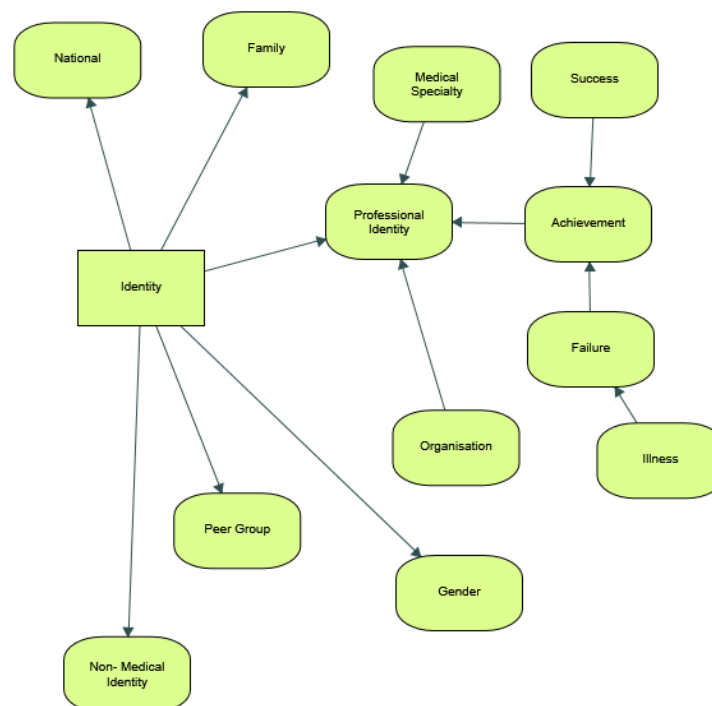 National
Family
Medical
Specialty
Success
Professional
Identity
Achievement
Identity
Failure
Organisation
Illness
Peer Group
Gender
Non- Medical
Identity